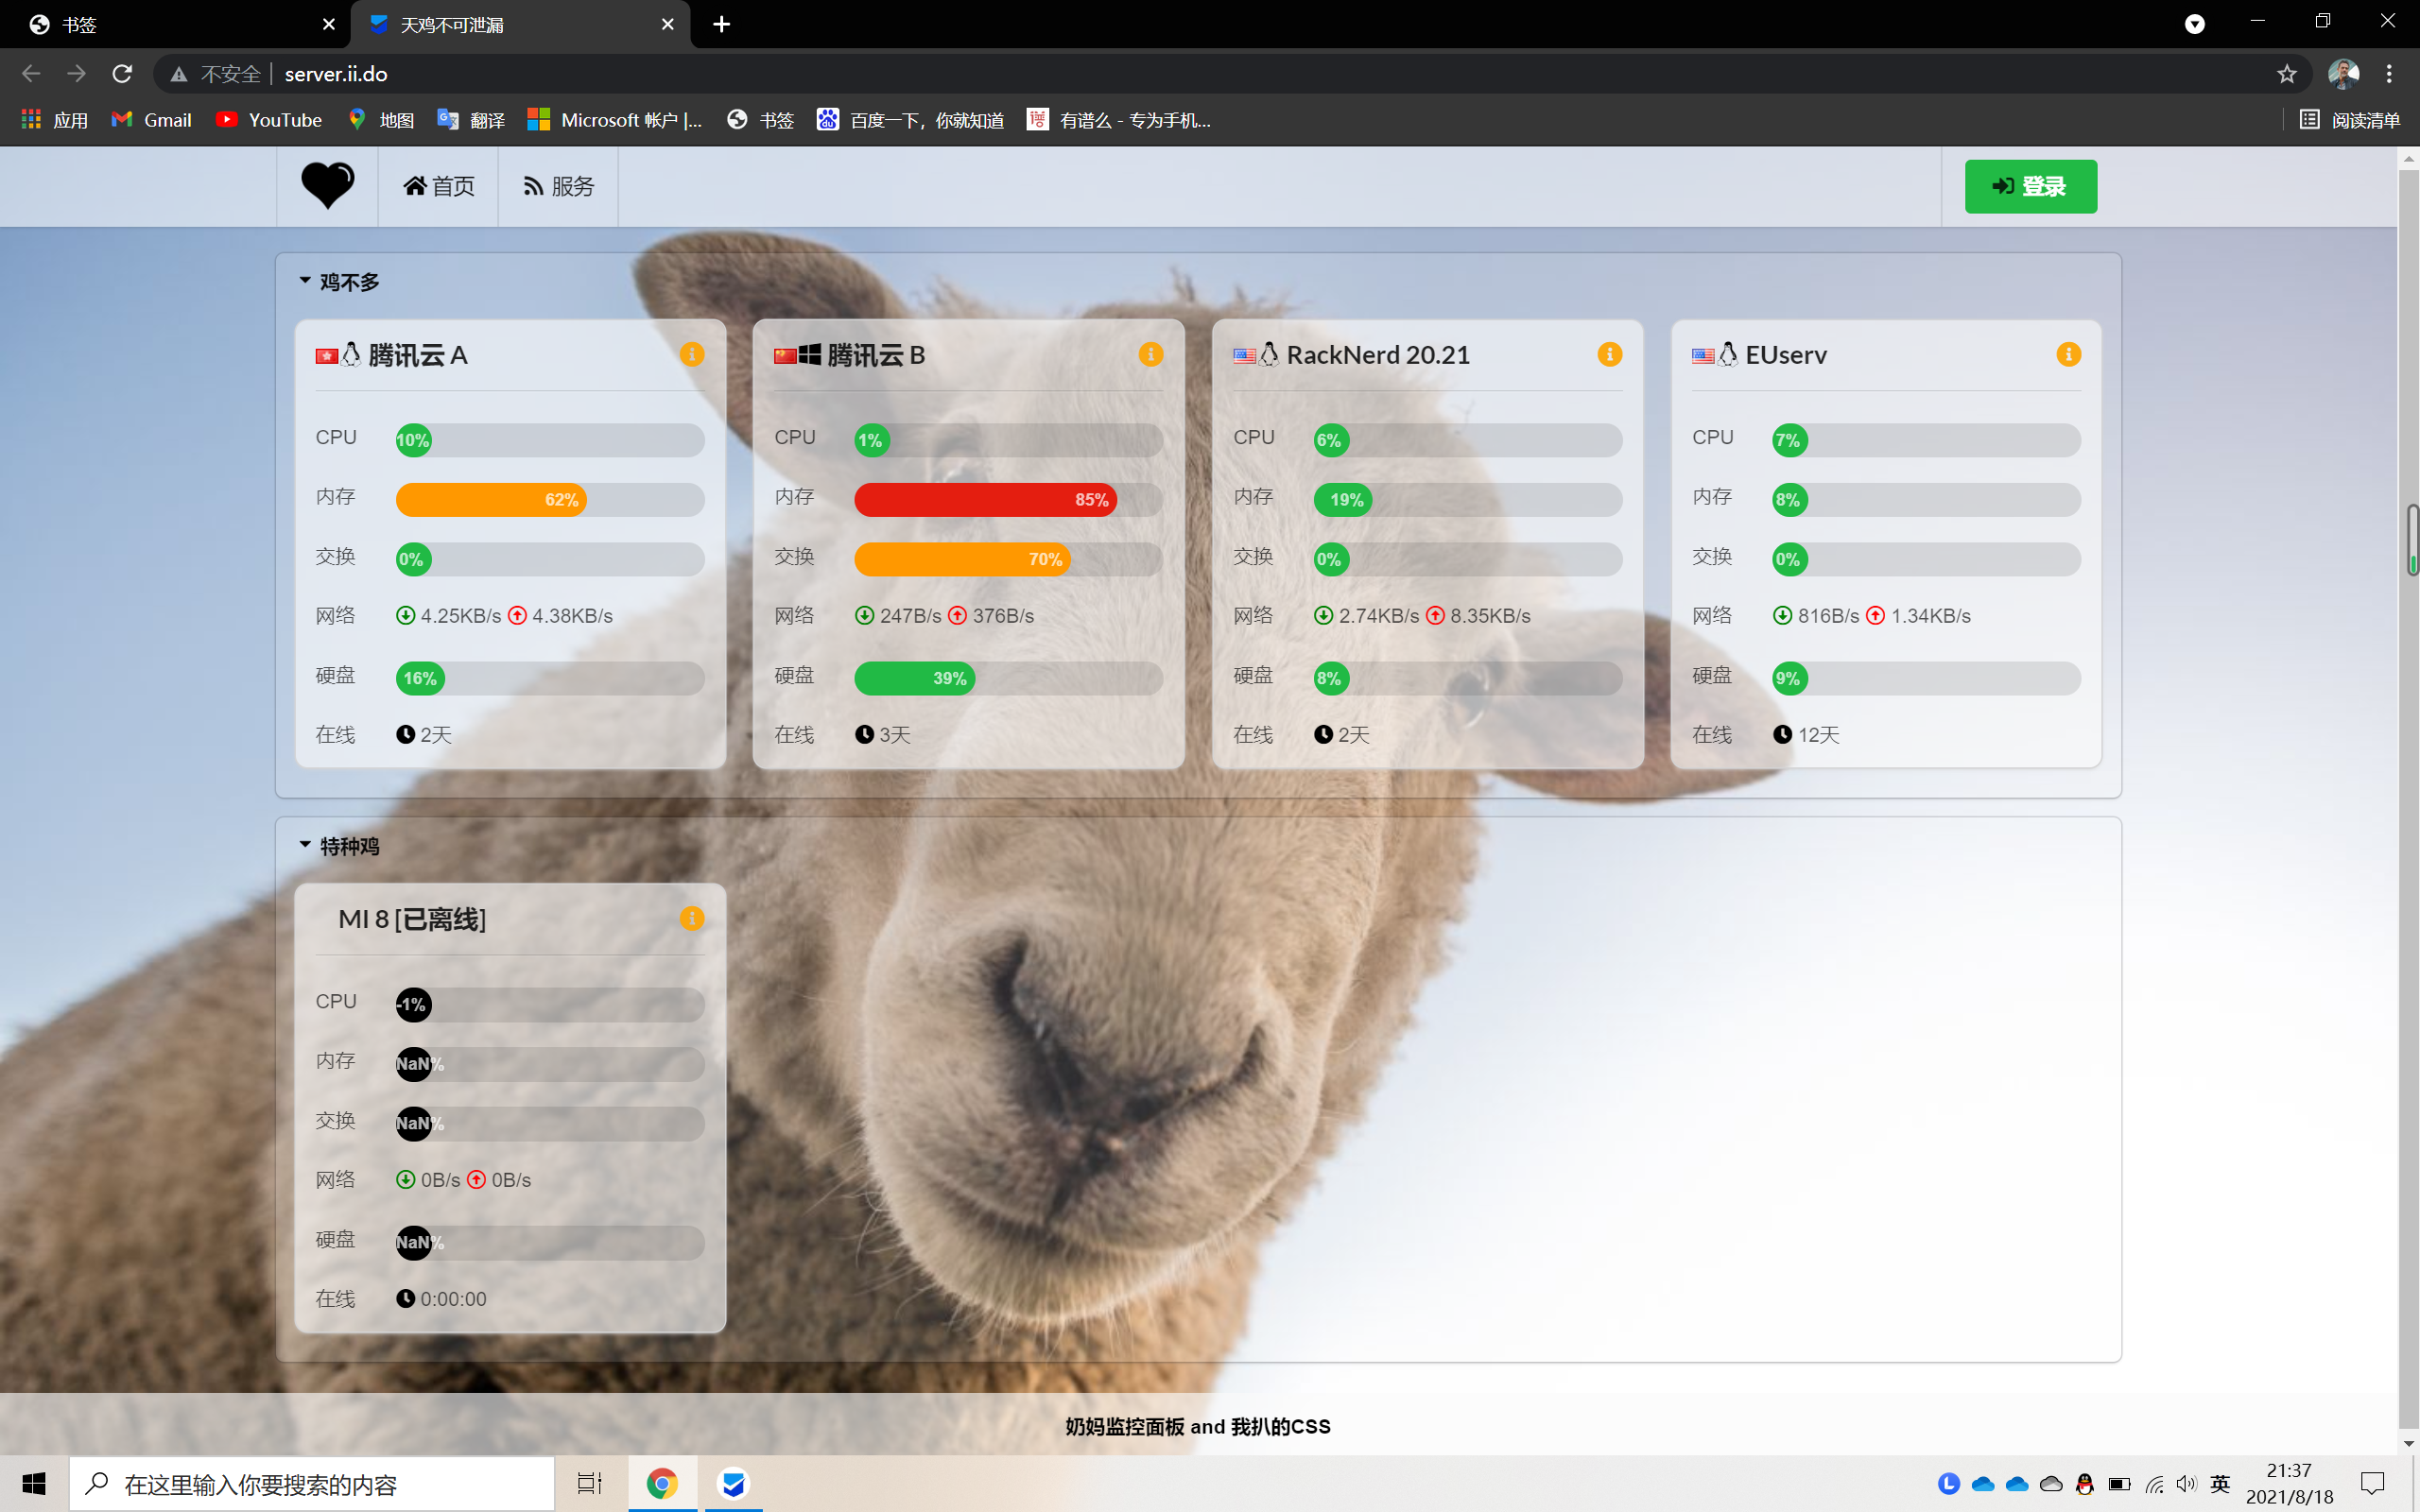 书签
天鸡不可泄漏
不安全 server.ii.do
应用 Gmail YouTube 地图 翻译 Microsoft 帐户 |... 书签 百度一下，你就知道 有谱么 - 专为手机... 阅读清单
首页 服务 登录
鸡不多
腾讯云 A
CPU 10%
内存 62%
交换 0%
网络 4.25KB/s 4.38KB/s
硬盘 16%
在线 2天
腾讯云 B
CPU 1%
内存 85%
交换 70%
网络 247B/s 376B/s
硬盘 39%
在线 3天
RackNerd 20.21
CPU 6%
内存 19%
交换 0%
网络 2.74KB/s 8.35KB/s
硬盘 8%
在线 2天
EUserv
CPU 7%
内存 8%
交换 0%
网络 816B/s 1.34KB/s
硬盘 9%
在线 12天
特种鸡
MI 8 [已离线]
CPU -1%
内存 NaN%
交换 NaN%
网络 0B/s 0B/s
硬盘 NaN%
在线 0:00:00
奶妈监控面板 and 我扒的CSS
在这里输入你要搜索的内容
英
21:37
2021/8/18